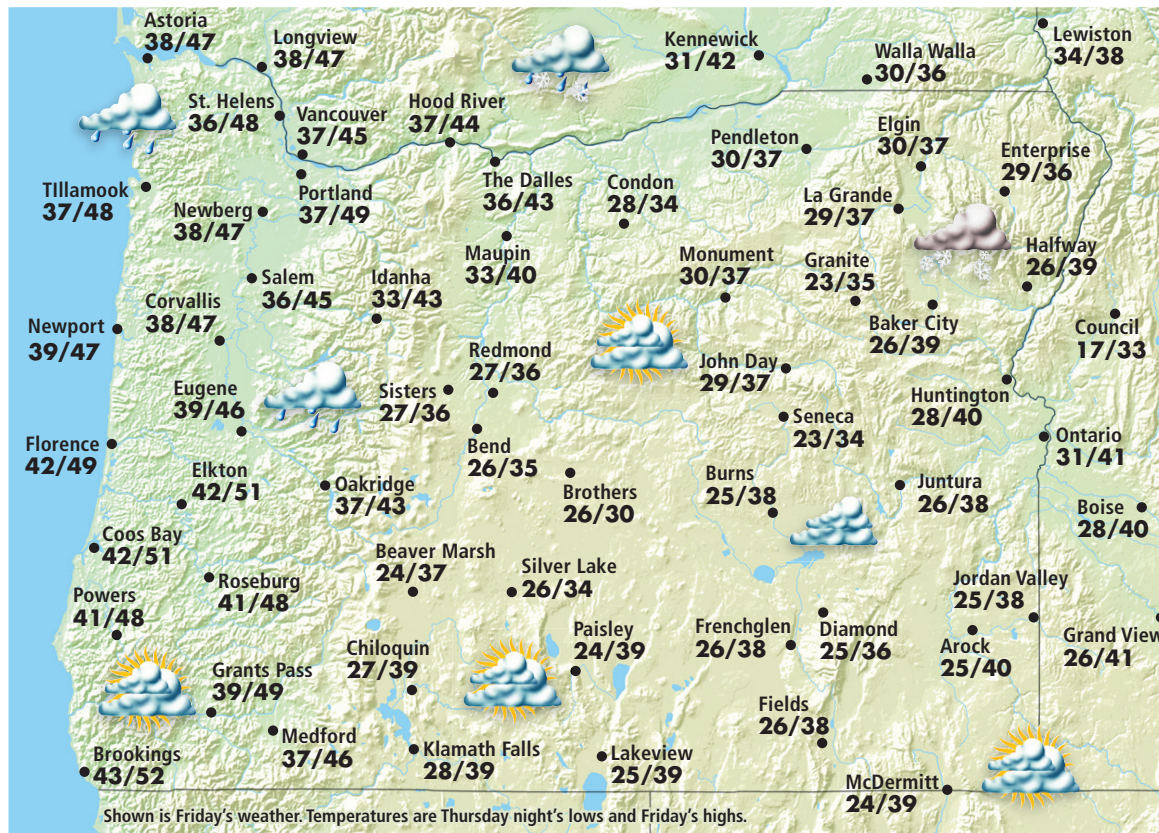 Astoria
38/47
Longview
38/47
Kennewick
31/42
Walla Walla
30/36
Lewiston
34/38
St. Helens
36/48
Vancouver
37/45
Hood River
37/44
Pendleton
30/37
Elgin
30/37
Enterprise
29/36
TIllamook
37/48
Portland
37/49
Newberg
38/47
The Dalles
36/43
Condon
28/34
La Grande
29/37
Maupin
33/40
Monument
30/37
Granite
23/35
Halfway
26/39
Salem
36/45
Idanha
33/43
Corvallis
38/47
Newport
39/47
Baker City
26/39
Council
17/33
Redmond
27/36
John Day
29/37
Eugene
39/46
Sisters
27/36
Huntington
28/40
Seneca
23/34
Florence
42/49
Bend
26/35
Ontario
31/41
Elkton
42/51
Oakridge
37/43
Brothers
26/30
Burns
25/38
Juntura
26/38
Boise
28/40
Coos Bay
42/51
Beaver Marsh
24/37
Silver Lake
26/34
Roseburg
41/48
Jordan Valley
25/38
Powers
41/48
Paisley
24/39
Frenchglen
26/38
Diamond
25/36
Arock
25/40
Grand View
26/41
Chiloquin
27/39
Grants Pass
39/49
Fields
26/38
Medford
37/46
Klamath Falls
28/39
Lakeview
25/39
Brookings
43/52
McDermitt
24/39
Shown is Friday's weather. Temperatures are Thursday night's lows and Friday's highs.